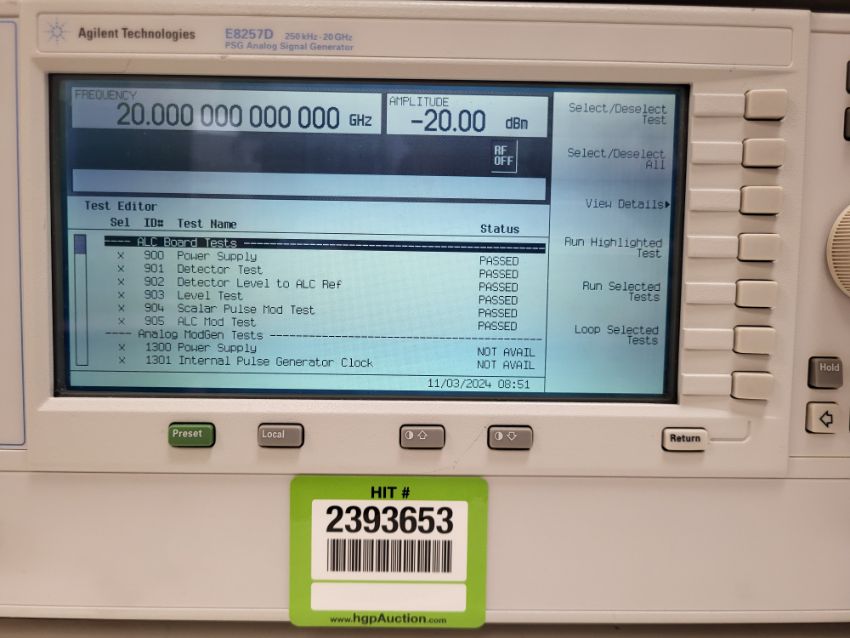 Agilent Technologies
E8257D 250 kHz - 20 GHz
PSG Analog Signal Generator
FREQUENCY
20.000 000 000 000 GHz
AMPLITUDE
-20.00 dBm
RF
OFF
Test Editor
Sel ID# Test Name Status
---- ALC Board Tests ----
X 900 Power Supply PASSED
X 901 Detector Test PASSED
X 902 Detector Level to ALC Ref PASSED
X 903 Level Test PASSED
X 904 Scalar Pulse Mod Test PASSED
X 905 ALC Mod Test PASSED
---- Analog ModGen Tests ----
X 1300 Power Supply NOT AVAIL
X 1301 Internal Pulse Generator Clock NOT AVAIL
11/03/2024 08:51
Select/Deselect
Test
Select/Deselect
All
View Details
Run Highlighted
Test
Run Selected
Tests
Loop Selected
Tests
Hold
Preset
Local
Return
HIT #
2393653
www.hgpAuction.com